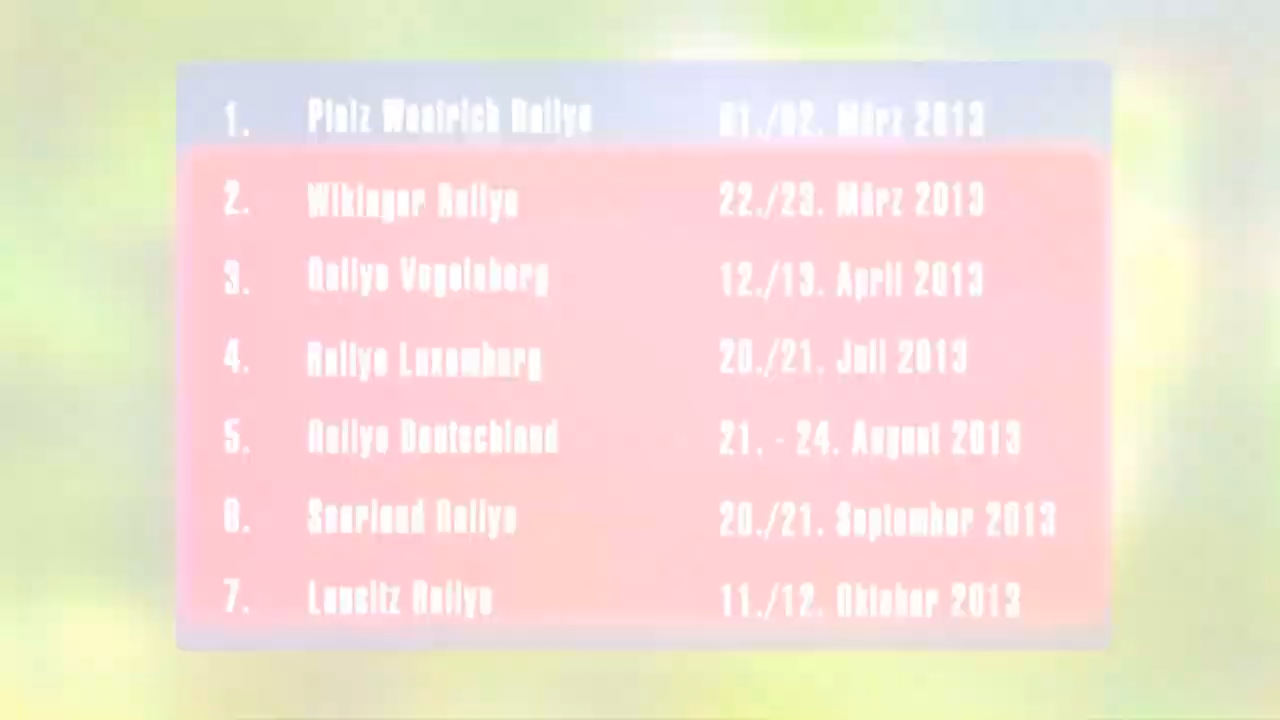 1. Pfalz Westrich Rallye 01./02. März 2013
2. Wikinger Rallye 22./23. März 2013
3. Rallye Vogelsberg 12./13. April 2013
4. Rallye Luxemburg 20./21. Juli 2013
5. Rallye Deutschland 21. - 24. August 2013
6. Saarland Rallye 20./21. September 2013
7. Lausitz Rallye 11./12. Oktober 2013